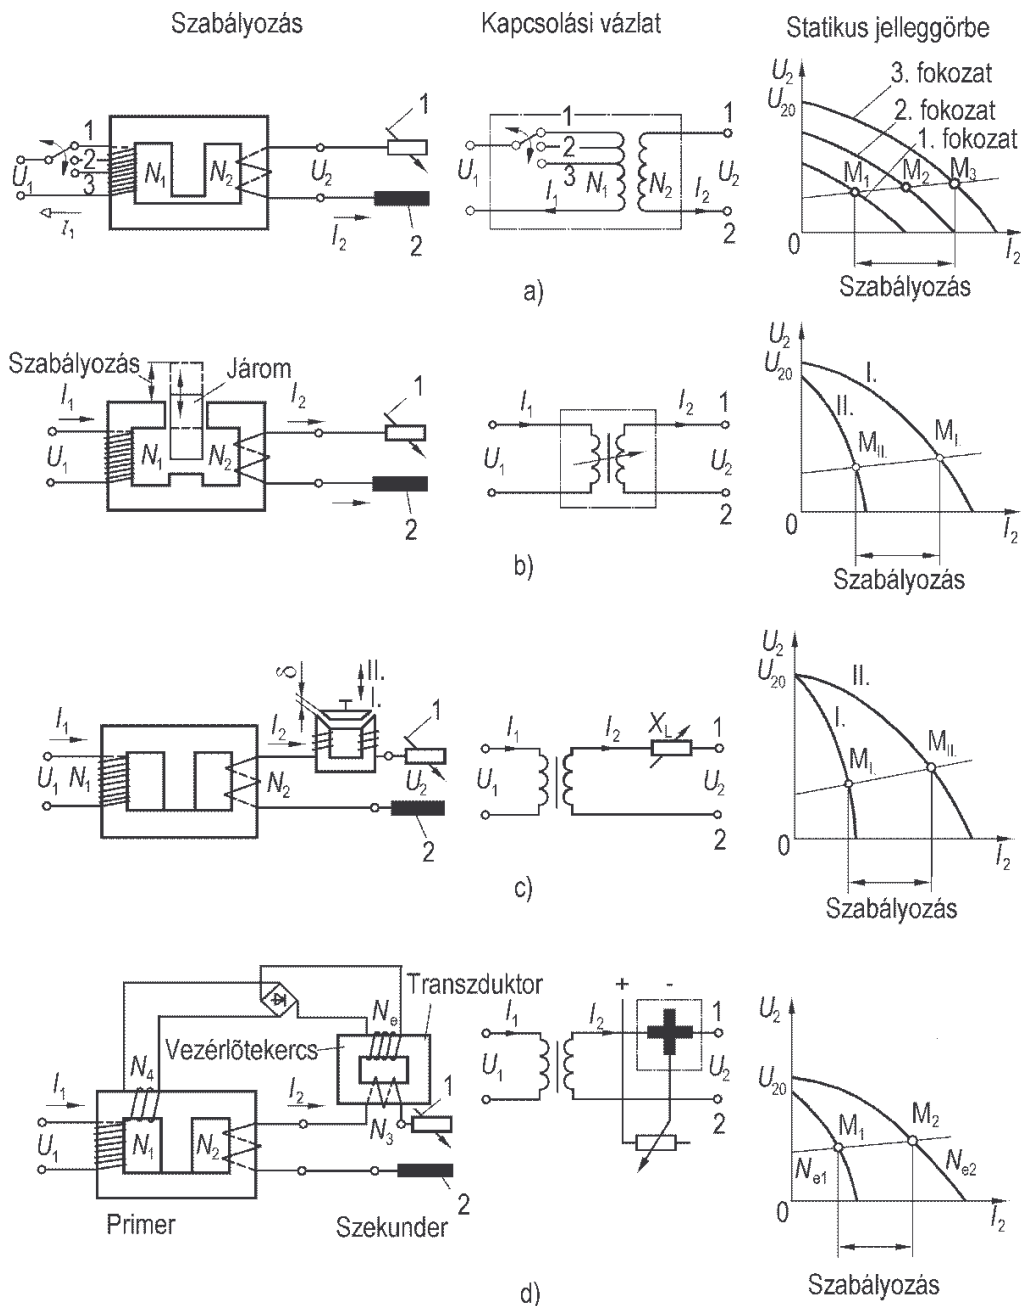 Szabályozás Kapcsolási vázlat Statikus jelleggörbe
1 2 3 U1 I1 N1 N2 U2 I2 1 2
U1 1 2 3 I1 N1 N2 I2 U2 1 2
U2 U20 3. fokozat
2. fokozat
1. fokozat
M1 M2 M3
0 I2
Szabályozás
a)
Szabályozás Járom
I1 U1 N1 N2 I2 1 2
I1 U1 I2 U2 1 2
U2 U20 I. II. MII. MI.
0 I2
Szabályozás
b)
δ II. I.
I1 U1 N1 I2 N2 U2 1 2
I1 U1 I2 XL U2 1 2
U2 U20 II. I. MI. MII.
0 I2
Szabályozás
c)
Transzduktor
Ne
Vezérlőtekercs
N4 I1 U1 N1 N2 I2 N3 1 2
Primer Szekunder
+ - I1 U1 I2 U2 1 2
U2 U20 M1 M2 Ne1 Ne2
0 I2
Szabályozás
d)